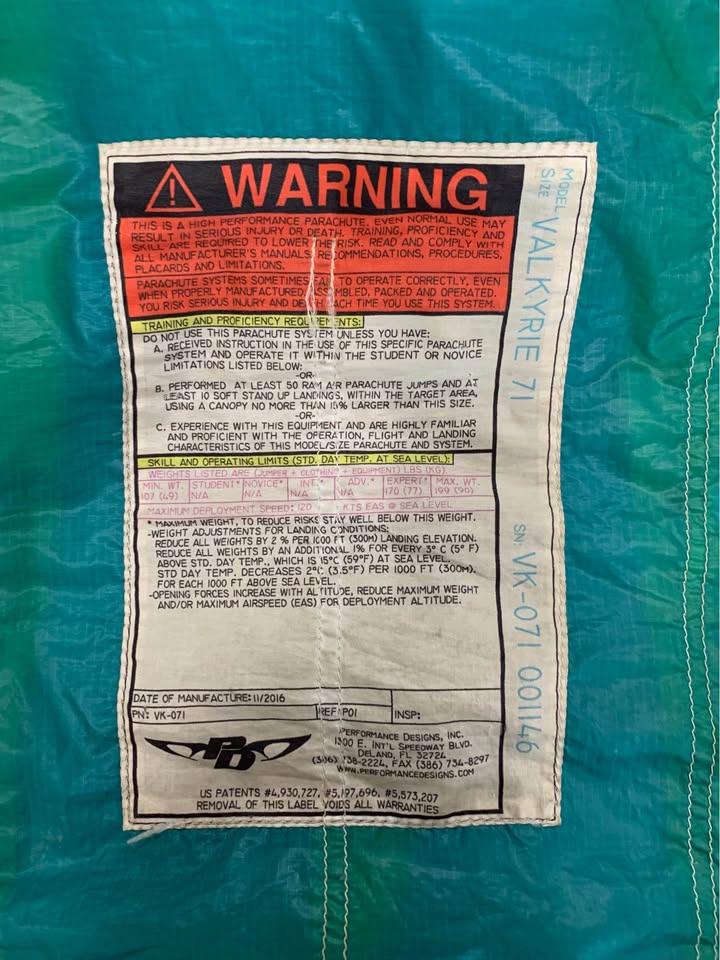 WARNING
THIS IS A HIGH PERFORMANCE PARACHUTE, EVEN NORMAL USE MAY
RESULT IN SERIOUS INJURY OR DEATH. TRAINING, PROFICIENCY AND
SKILL ARE REQUIRED TO LOWER THE RISK. READ AND COMPLY WITH
ALL MANUFACTURER'S MANUALS, RECOMMENDATIONS, PROCEDURES,
PLACARDS AND LIMITATIONS.
PARACHUTE SYSTEMS SOMETIMES FAIL TO OPERATE CORRECTLY, EVEN
WHEN PROPERLY MANUFACTURED, ASSEMBLED, PACKED AND OPERATED.
YOU RISK SERIOUS INJURY AND DEATH EACH TIME YOU USE THIS SYSTEM.
TRAINING AND PROFICIENCY REQUIREMENTS:
DO NOT USE THIS PARACHUTE SYSTEM UNLESS YOU HAVE:
A. RECEIVED INSTRUCTION IN THE USE OF THIS SPECIFIC PARACHUTE
SYSTEM AND OPERATE IT WITHIN THE STUDENT OR NOVICE
LIMITATIONS LISTED BELOW:
-OR-
B. PERFORMED AT LEAST 50 RAM AIR PARACHUTE JUMPS AND AT
LEAST 10 SOFT STAND UP LANDINGS, WITHIN THE TARGET AREA,
USING A CANOPY NO MORE THAN 15% LARGER THAN THIS SIZE.
-OR-
C. EXPERIENCE WITH THIS EQUIPMENT AND ARE HIGHLY FAMILIAR
AND PROFICIENT WITH THE OPERATION, FLIGHT AND LANDING
CHARACTERISTICS OF THIS MODEL/SIZE PARACHUTE AND SYSTEM.
SKILL AND OPERATING LIMITS (STD. DAY TEMP. AT SEA LEVEL):
WEIGHTS LISTED ARE (JUMPER + CLOTHING + EQUIPMENT) LBS (KG).
MIN. WT. STUDENT* NOVICE* INT.* ADV.* EXPERT* MAX. WT.
107 (49) N/A N/A N/A N/A 170 (77) 199 (90)
MAXIMUM DEPLOYMENT SPEED: 120 KTS EAS @ SEA LEVEL
* MAXIMUM WEIGHT, TO REDUCE RISKS STAY WELL BELOW THIS WEIGHT.
-WEIGHT ADJUSTMENTS FOR LANDING CONDITIONS:
REDUCE ALL WEIGHTS BY 2 % PER 1000 FT (300M) LANDING ELEVATION.
REDUCE ALL WEIGHTS BY AN ADDITIONAL 1% FOR EVERY 3° C (5° F)
ABOVE STD. DAY TEMP., WHICH IS 15°C (59°F) AT SEA LEVEL.
STD DAY TEMP. DECREASES 2°C (3.5°F) PER 1000 FT (300M).
FOR EACH 1000 FT ABOVE SEA LEVEL.
-OPENING FORCES INCREASE WITH ALTITUDE, REDUCE MAXIMUM WEIGHT
AND/OR MAXIMUM AIRSPEED (EAS) FOR DEPLOYMENT ALTITUDE.
DATE OF MANUFACTURE: 11/2016
PN: VK-071 REF: P01 INSP:
PD
PERFORMANCE DESIGNS, INC.
1300 E. INT'L SPEEDWAY BLVD.
DELAND, FL 32724
(386) 738-2224, FAX (386) 734-8297
WWW.PERFORMANCEDESIGNS.COM
US PATENTS #4,930,727, #5,197,696, #5,573,207
REMOVAL OF THIS LABEL VOIDS ALL WARRANTIES
MODEL
SIZE VALKYRIE 71
SN: VK-071 001146